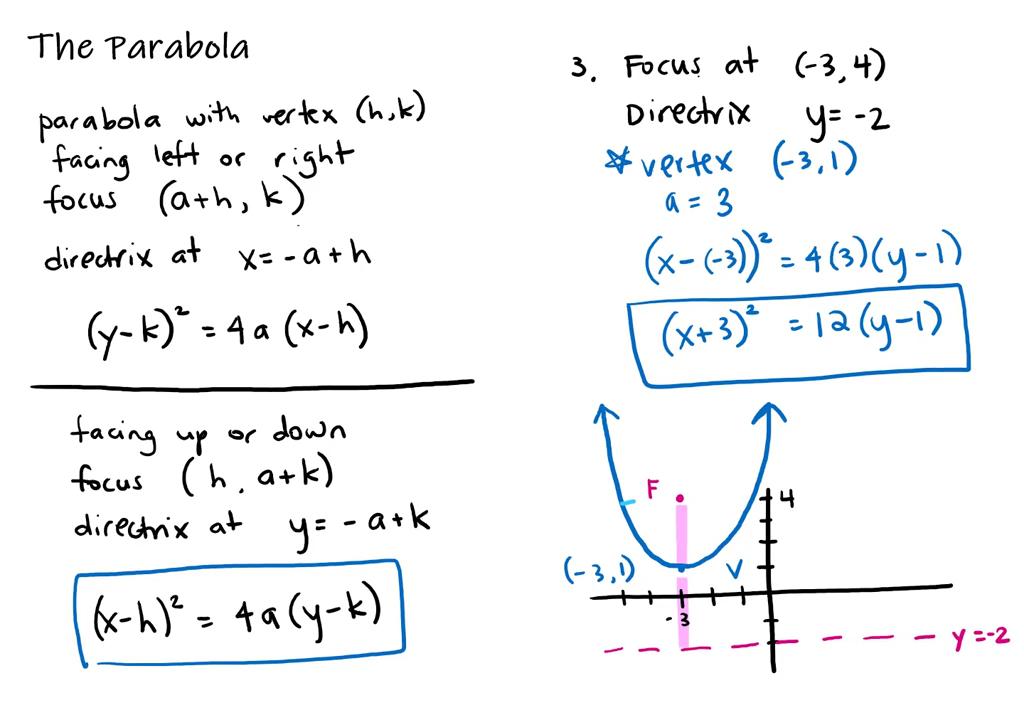 The Parabola
parabola with vertex (h,k)
facing left or right
focus (a+h, k)
directrix at x=-a+h
(y-k)² = 4a (x-h)
facing up or down
focus (h, a+k)
directrix at y=-a+k
(x-h)² = 4a(y-k)
3. Focus at (-3,4)
Directrix y=-2
* vertex (-3,1)
a = 3
(x-(-3))² = 4(3)(y-1)
(x+3)² = 12(y-1)
F
4
(-3,1)
V
-3
y=-2